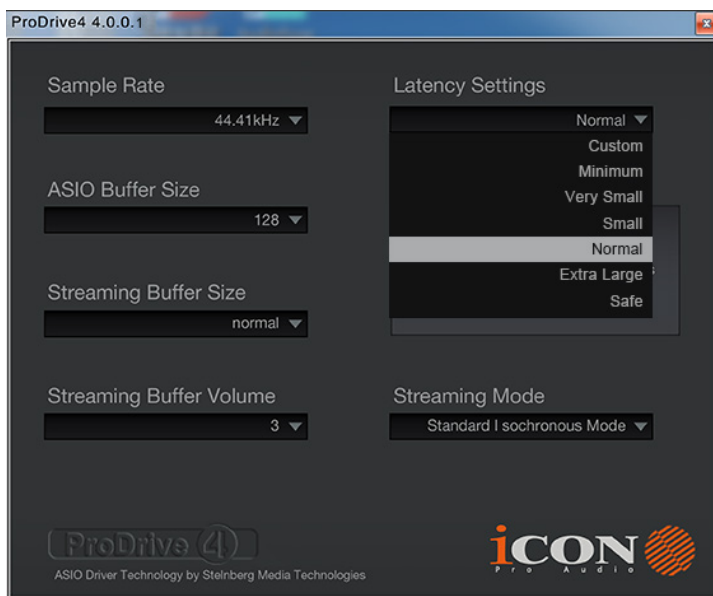 ProDrive4 4.0.0.1
x
Sample Rate
44.41kHz
ASIO Buffer Size
128
Streaming Buffer Size
normal
Streaming Buffer Volume
3
Latency Settings
Normal
Custom
Minimum
Very Small
Small
Normal
Extra Large
Safe
Streaming Mode
Standard I sochronous Mode
ProDrive 4
ASIO Driver Technology by Stelnberg Media Technologies
iCON
Pro Audio